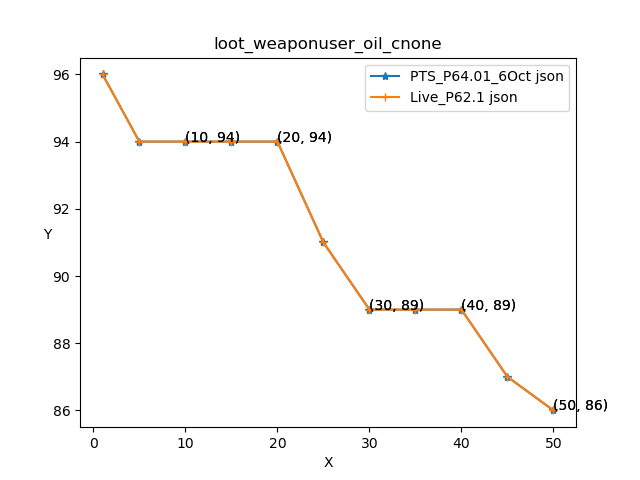 loot_weaponuser_oil_cnone
PTS_P64.01_6Oct json
Live_P62.1 json
96
94
92
90
88
86
Y
(10, 94)
(20, 94)
(30, 89)
(40, 89)
(50, 86)
0 10 20 30 40 50
X